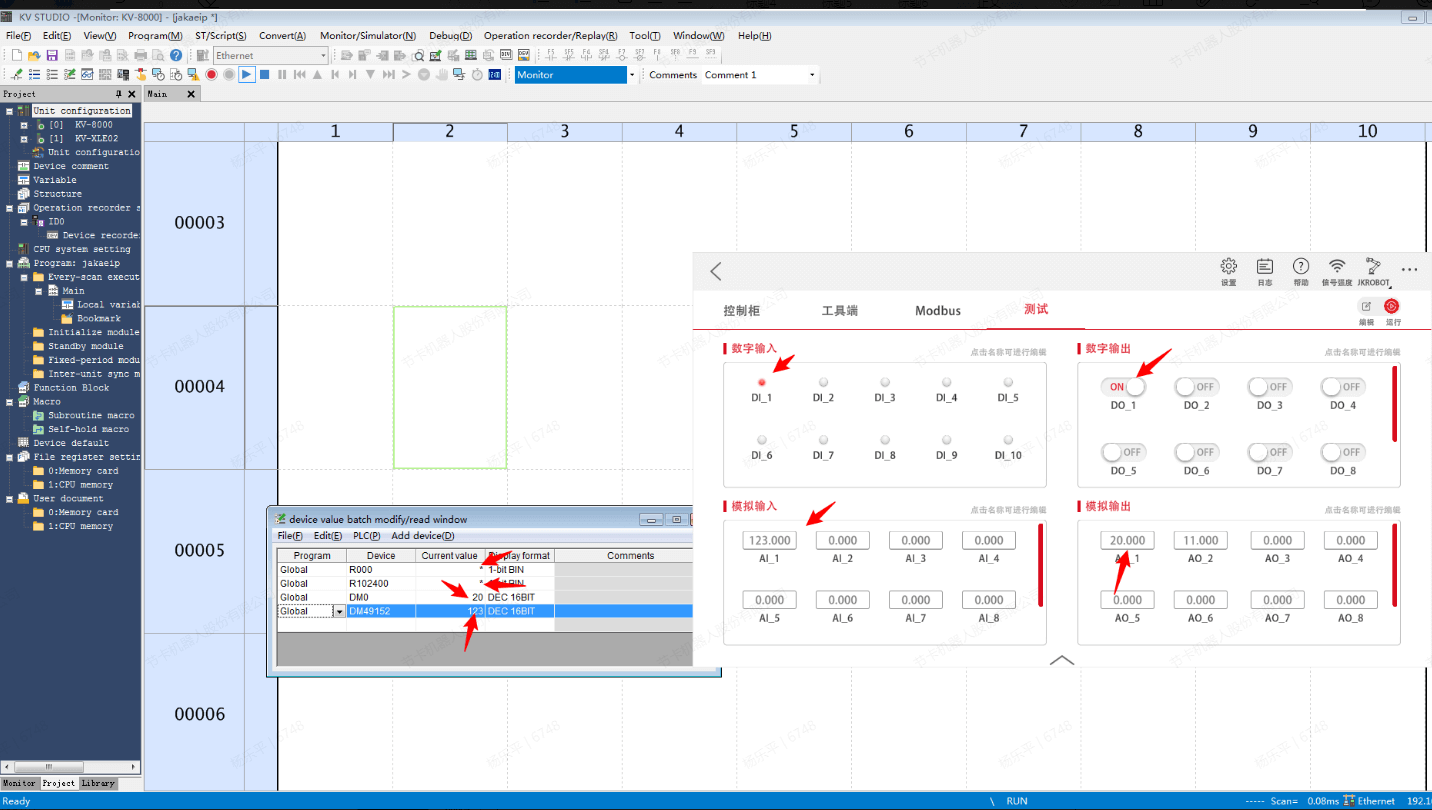 KV STUDIO -[Monitor: KV-8000] - [jakaeip *]
File(F) Edit(E) View(V) Program(M) ST/Script(S) Convert(A) Monitor/Simulator(N) Debug(D) Operation recorder/Replay(R) Tool(T) Window(W) Help(H)
Ethernet
Monitor Comments Comment 1
Project
Main
Unit configuration
[0] KV-8000
[1] KV-XLE02
Unit configuratio
Device comment
Variable
Structure
Operation recorder s
ID0
Device recorde
CPU system setting
Program: jakaeip
Every-scan execut
Main
Local variab
Bookmark
Initialize module
Standby module
Fixed-period modu
Inter-unit sync m
Function Block
Macro
Subroutine macro
Self-hold macro
Device default
File register settin
0:Memory card
1:CPU memory
User document
0:Memory card
1:CPU memory
Monitor Project Library
1 2 3 4 5 6 7 8 9 10
00003
00004
00005
00006
device value batch modify/read window
File(F) Edit(E) PLC(P) Add device(D)
Program Device Current value Display format Comments
Global R000 * 1-bit BIN
Global R102400 * BIN
Global DM0 20 DEC 16BIT
Global DM49152 123 DEC 16BIT
设置 日志 帮助 信号强度 JKROBOT
控制柜 工具端 Modbus 测试
编辑 运行
数字输入 点击名称可进行编辑
DI_1 DI_2 DI_3 DI_4 DI_5
DI_6 DI_7 DI_8 DI_9 DI_10
数字输出 点击名称可进行编辑
ON OFF OFF OFF
DO_1 DO_2 DO_3 DO_4
OFF OFF OFF OFF
DO_5 DO_6 DO_7 DO_8
模拟输入 点击名称可进行编辑
123.000 0.000 0.000 0.000
AI_1 AI_2 AI_3 AI_4
0.000 0.000 0.000 0.000
AI_5 AI_6 AI_7 AI_8
模拟输出 点击名称可进行编辑
20.000 11.000 0.000 0.000
_1 AO_2 AO_3 AO_4
0.000 0.000 0.000 0.000
AO_5 AO_6 AO_7 AO_8
Ready \ RUN ----- Scan= 0.08ms Ethernet 192.1